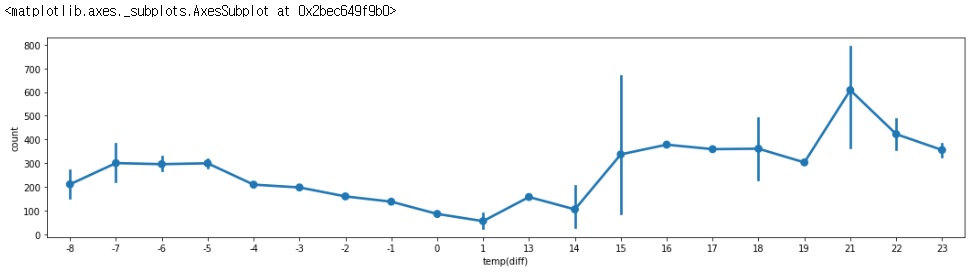 <matplotlib.axes._subplots.AxesSubplot at 0x2bec649f9b0>
800
700
600
500
400
300
200
100
0
count
-8 -7 -6 -5 -4 -3 -2 -1 0 1 13 14 15 16 17 18 19 21 22 23
temp(diff)